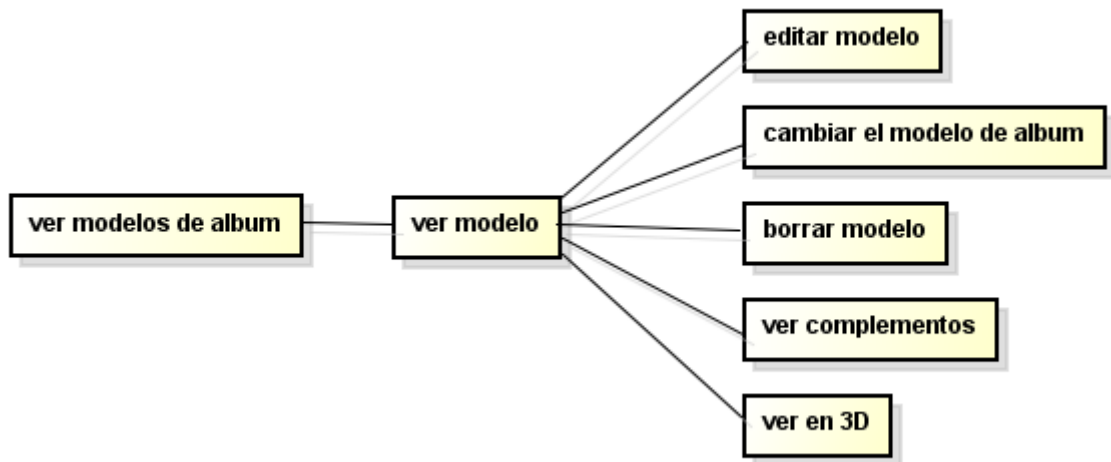 editar modelo
cambiar el modelo de album
ver modelos de album
ver modelo
borrar modelo
ver complementos
ver en 3D